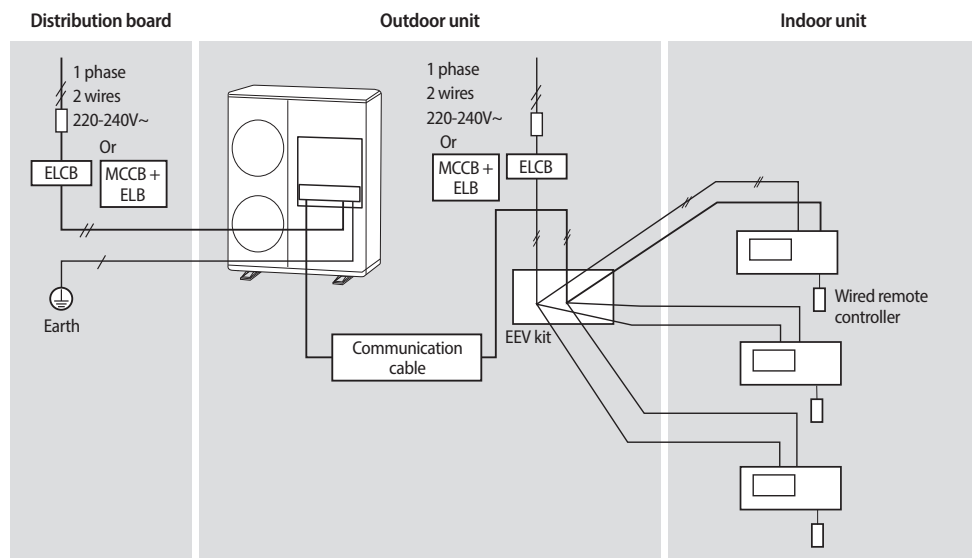 Distribution board
Outdoor unit
Indoor unit
1 phase
2 wires
220-240V~
Or
ELCB
MCCB +
ELB
Earth
1 phase
2 wires
220-240V~
Or
MCCB +
ELB
ELCB
Communication
cable
EEV kit
Wired remote
controller